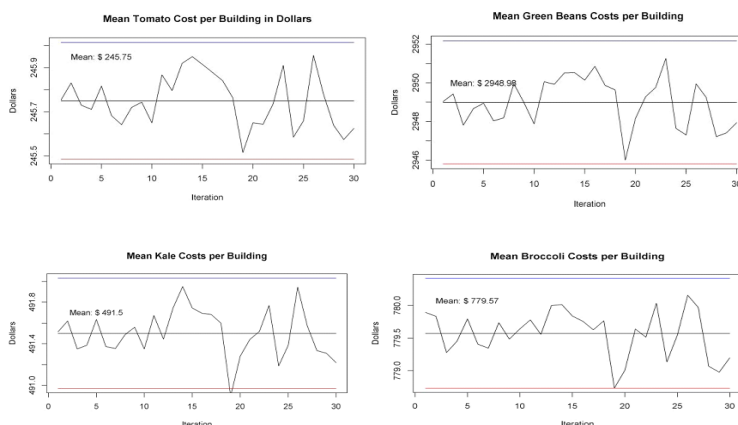 Mean Tomato Cost per Building in Dollars
Dollars
245.9
245.7
245.5
Mean: $ 245.75
0 5 10 15 20 25 30
Iteration
Mean Green Beans Costs per Building
Dollars
2952
2950
2948
2946
Mean: $ 2948.98
0 5 10 15 20 25 30
Iteration
Mean Kale Costs per Building
Dollars
491.8
491.4
491.0
Mean: $ 491.5
0 5 10 15 20 25 30
Iteration
Mean Broccoli Costs per Building
Dollars
780.0
779.5
779.0
Mean: $ 779.57
0 5 10 15 20 25 30
Iteration